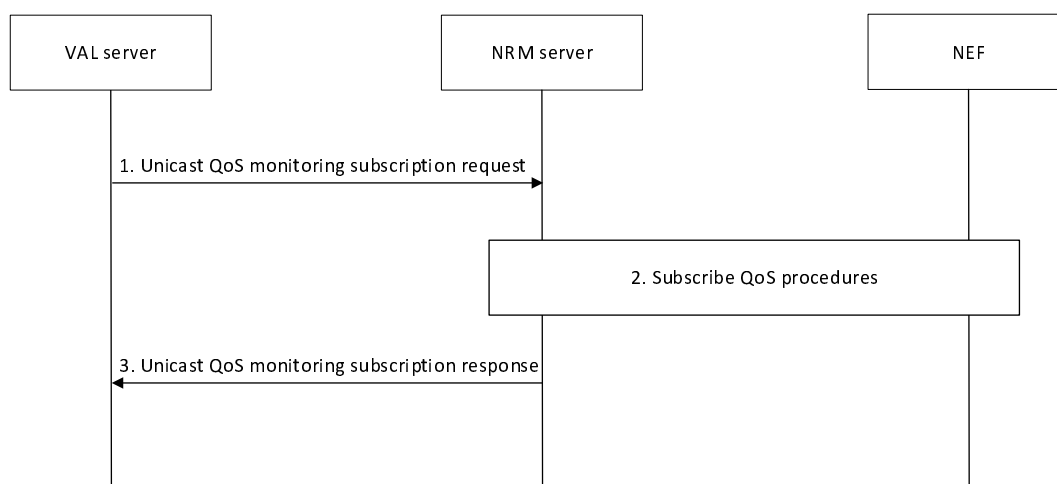 VAL server
NRM server
NEF
1. Unicast QoS monitoring subscription request
2. Subscribe QoS procedures
3. Unicast QoS monitoring subscription response